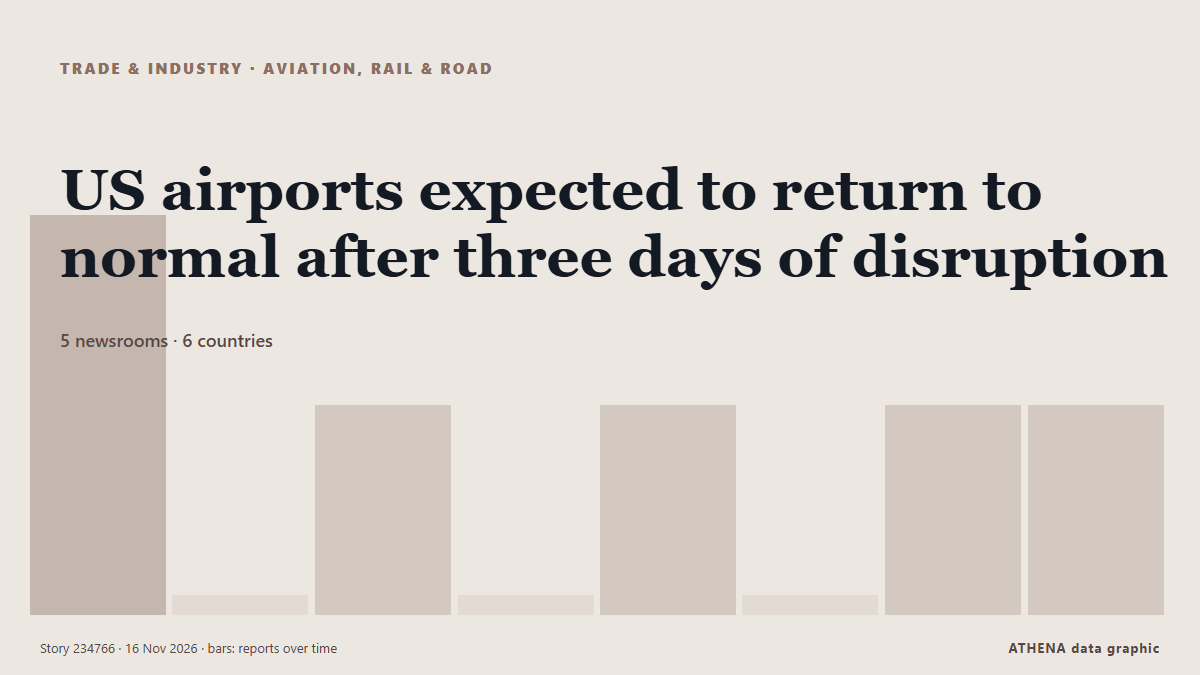 TRADE & INDUSTRY · AVIATION, RAIL & ROAD
US airports expected to return to
normal after three days of disruption
5 newsrooms · 6 countries
Story 234766 · 16 Nov 2026 · bars: reports over time
ATHENA data graphic